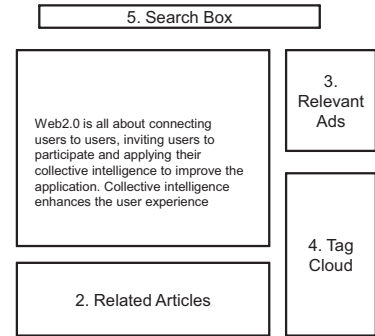 5. Search Box
Web2.0 is all about connecting
users to users, inviting users to
participate and applying their
collective intelligence to improve the
application. Collective intelligence
enhances the user experience
3.
Relevant
Ads
4. Tag
Cloud
2. Related Articles